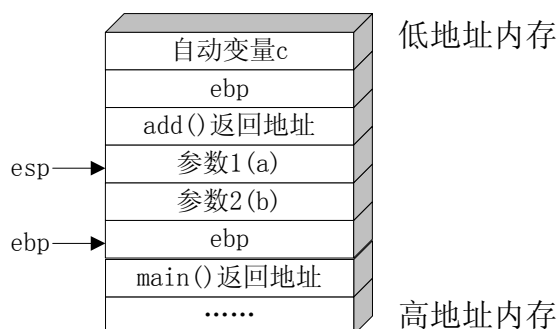 低地址内存
自动变量c
ebp
add()返回地址
esp
参数1(a)
参数2(b)
ebp
ebp
main()返回地址
……
高地址内存